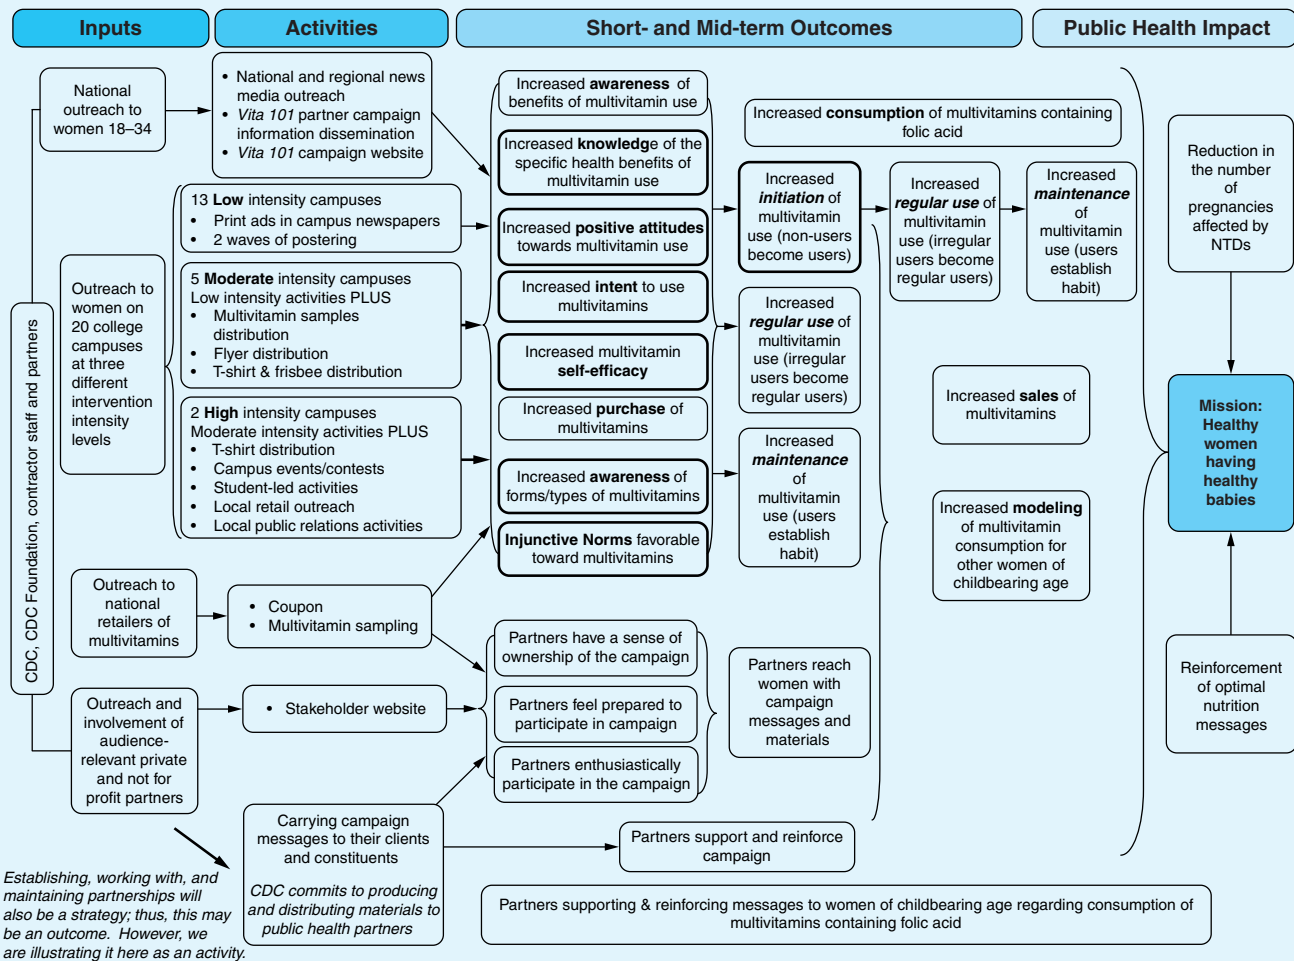 Inputs
Activities
Short- and Mid-term Outcomes
Public Health Impact
CDC, CDC Foundation, contractor staff and partners
National
outreach to
women 18–34
Outreach to
women on
20 college
campuses
at three
different
intervention
intensity
levels
Outreach to
national
retailers of
multivitamins
Outreach and
involvement of
audience-
relevant private
and not for
profit partners
Establishing, working with, and
maintaining partnerships will
also be a strategy; thus, this may
be an outcome. However, we
are illustrating it here as an activity.
• National and regional news
media outreach
• Vita 101 partner campaign
information dissemination
• Vita 101 campaign website
13 Low intensity campuses
• Print ads in campus newspapers
• 2 waves of postering
5 Moderate intensity campuses
Low intensity activities PLUS
• Multivitamin samples
distribution
• Flyer distribution
• T-shirt & frisbee distribution
2 High intensity campuses
Moderate intensity activities PLUS
• T-shirt distribution
• Campus events/contests
• Student-led activities
• Local retail outreach
• Local public relations activities
• Coupon
• Multivitamin sampling
• Stakeholder website
Carrying campaign
messages to their clients
and constituents
CDC commits to producing
and distributing materials to
public health partners
Increased awareness of
benefits of multivitamin use
Increased knowledge of the
specific health benefits of
multivitamin use
Increased positive attitudes
towards multivitamin use
Increased intent to use
multivitamins
Increased multivitamin
self-efficacy
Increased purchase of
multivitamins
Increased awareness of
forms/types of multivitamins
Injunctive Norms favorable
toward multivitamins
Partners have a sense of
ownership of the campaign
Partners feel prepared to
participate in campaign
Partners enthusiastically
participate in the campaign
Increased consumption of multivitamins containing
folic acid
Increased
initiation of
multivitamin
use (non-users
become users)
Increased
regular use of
multivitamin
use (irregular
users become
regular users)
Increased
maintenance
of
multivitamin
use (users
establish
habit)
Increased
regular use of
multivitamin
use (irregular
users become
regular users)
Increased
maintenance
of
multivitamin
use (users
establish
habit)
Increased sales of
multivitamins
Increased modeling
of multivitamin
consumption for
other women of
childbearing age
Partners reach
women with
campaign
messages and
materials
Partners support and reinforce
campaign
Partners supporting & reinforcing messages to women of childbearing age regarding consumption of
multivitamins containing folic acid
Reduction in
the number of
pregnancies
affected by
NTDs
Mission:
Healthy
women
having
healthy
babies
Reinforcement
of optimal
nutrition
messages